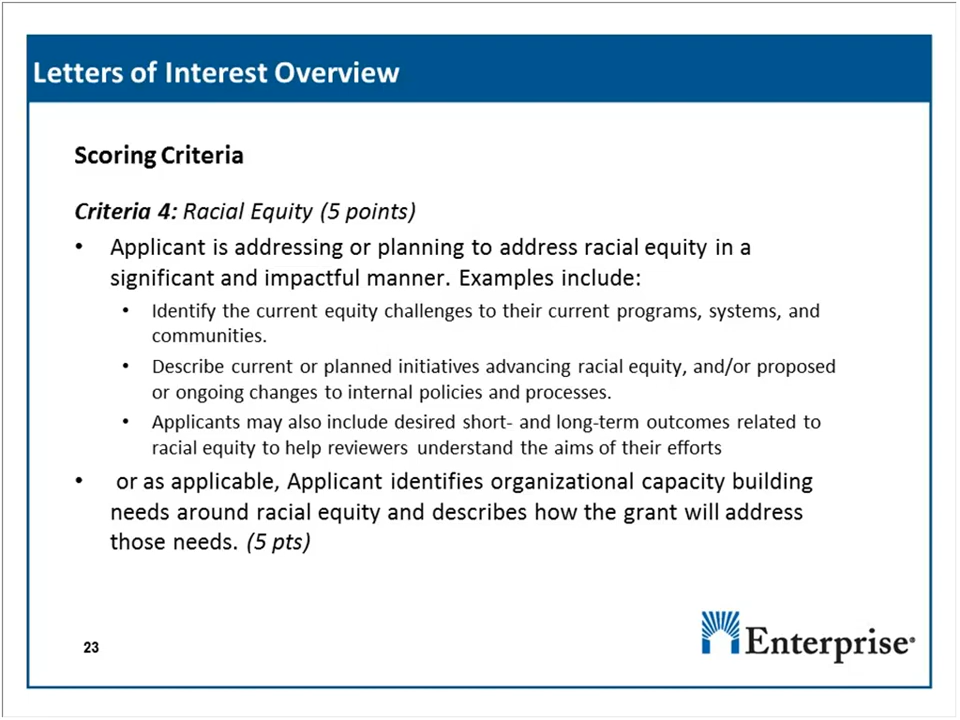 Letters of Interest Overview
Scoring Criteria
Criteria 4: Racial Equity (5 points)
• Applicant is addressing or planning to address racial equity in a
significant and impactful manner. Examples include:
• Identify the current equity challenges to their current programs, systems, and
communities.
• Describe current or planned initiatives advancing racial equity, and/or proposed
or ongoing changes to internal policies and processes.
• Applicants may also include desired short- and long-term outcomes related to
racial equity to help reviewers understand the aims of their efforts
• or as applicable, Applicant identifies organizational capacity building
needs around racial equity and describes how the grant will address
those needs. (5 pts)
23
Enterprise®